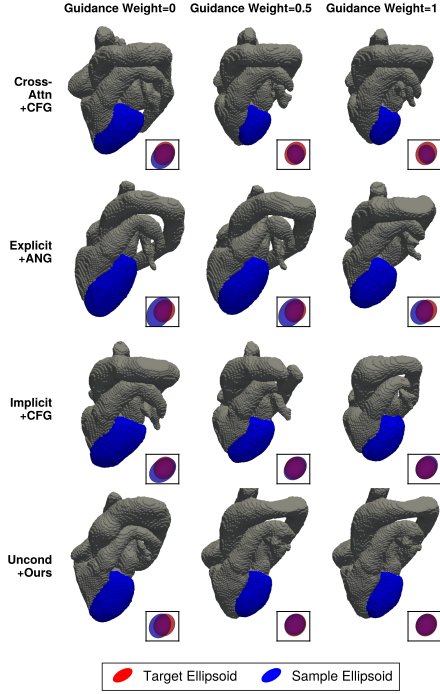 Guidance Weight=0 Guidance Weight=0.5 Guidance Weight=1
Cross-
Attn
+CFG
Explicit
+ANG
Implicit
+CFG
Uncond
+Ours
Target Ellipsoid Sample Ellipsoid